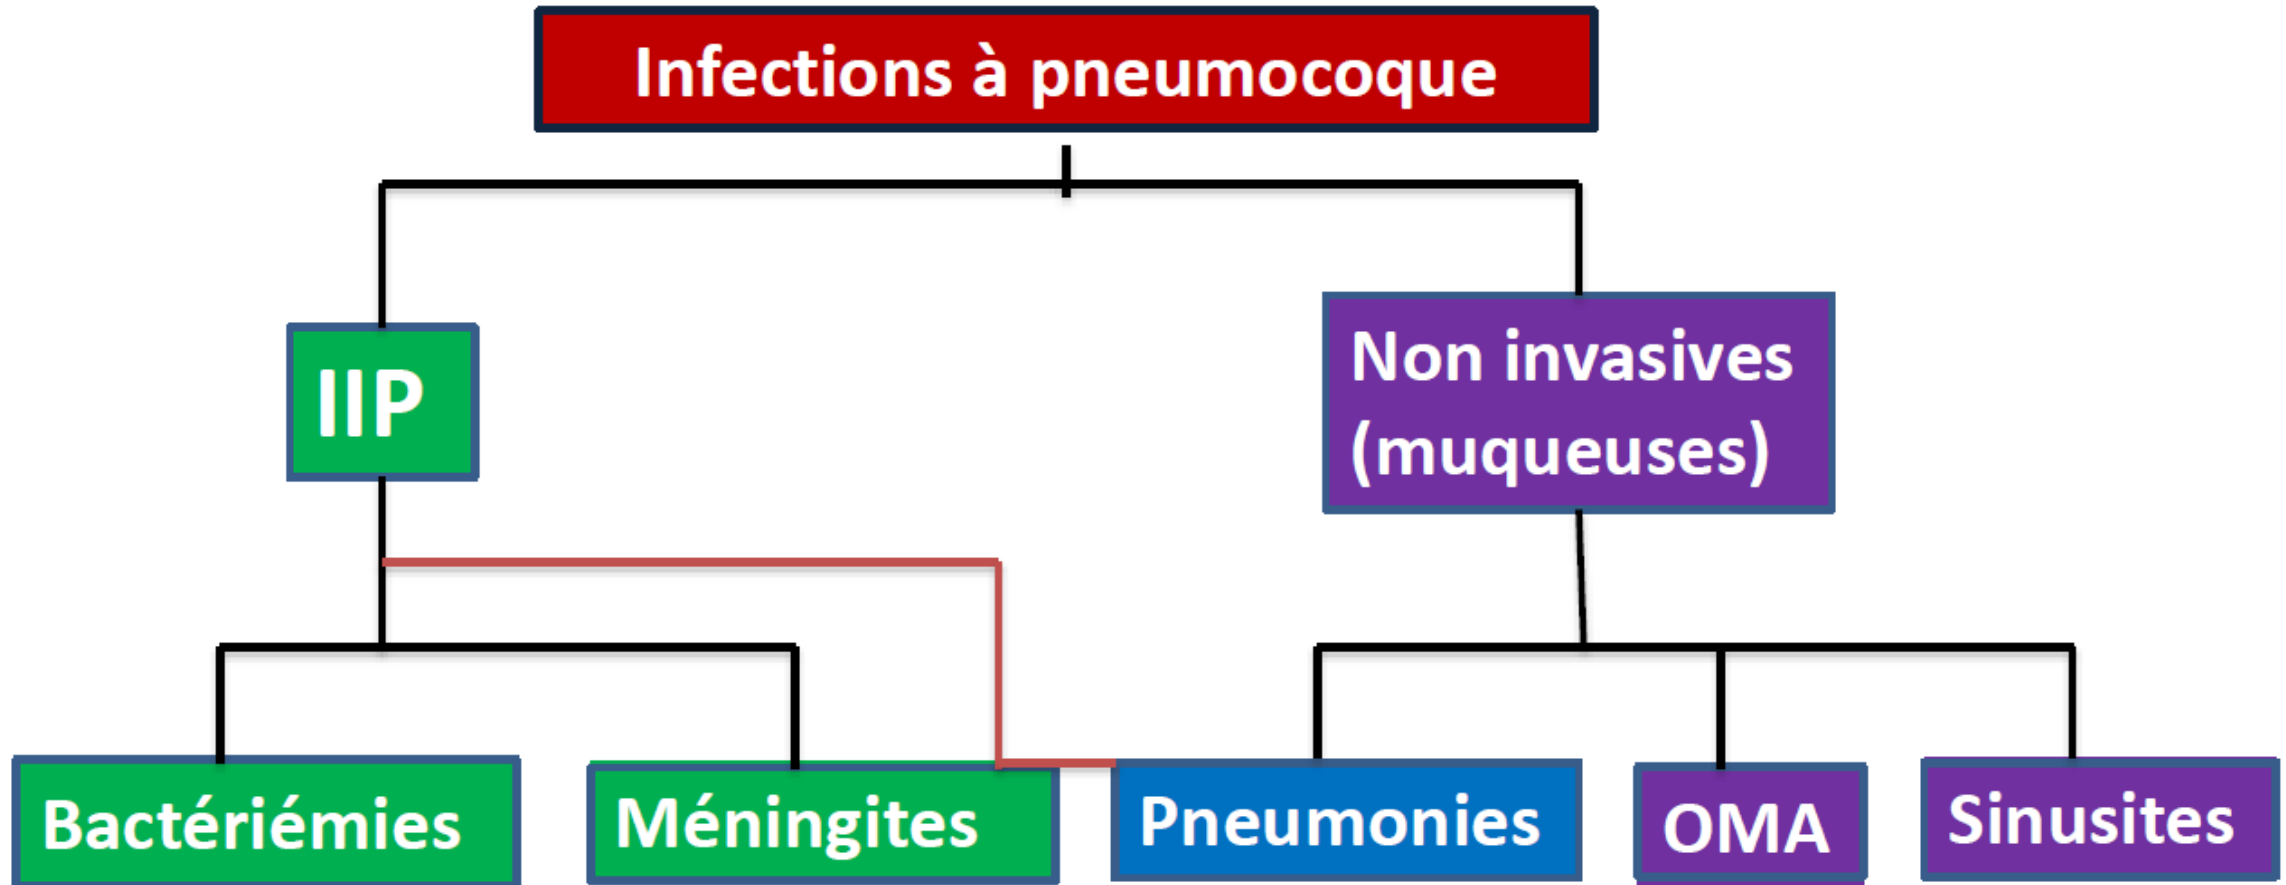 Infections à pneumocoque
IIP
Non invasives
(muqueuses)
Bactériémies
Méningites
Pneumonies
OMA
Sinusites